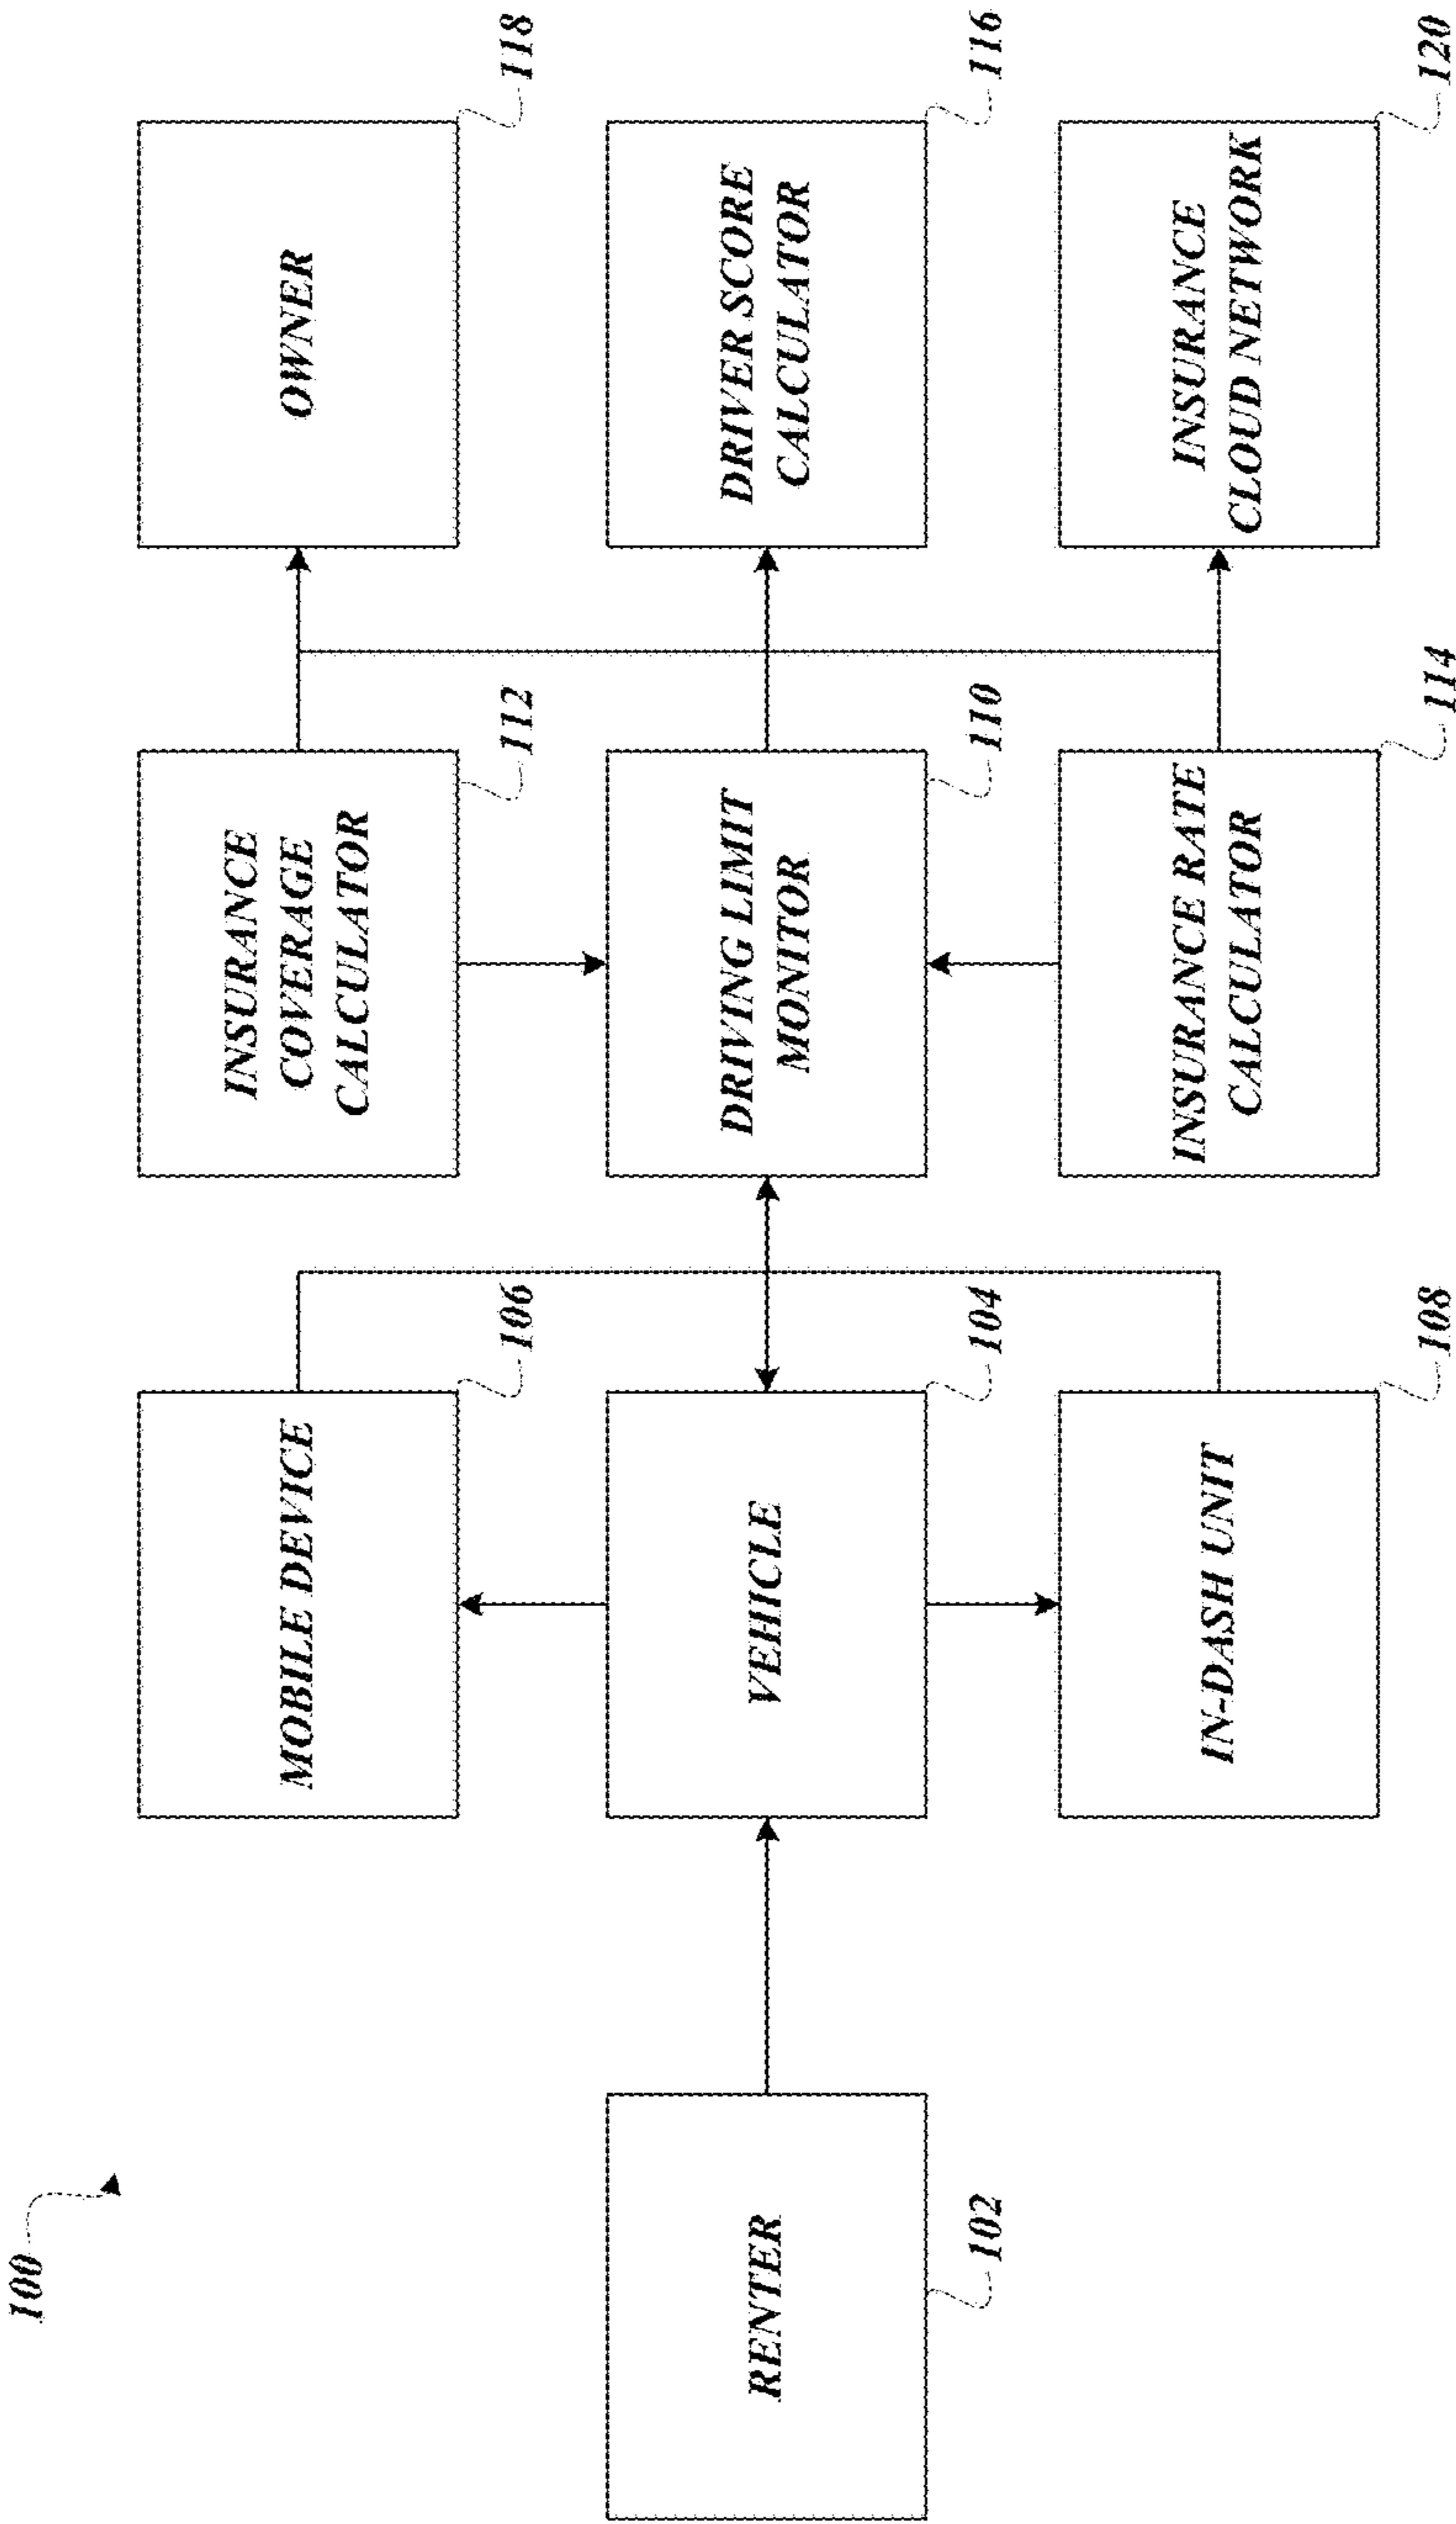 100
RENTER
102
MOBILE DEVICE
106
VEHICLE
104
IN-DASH UNIT
108
INSURANCE
COVERAGE
CALCULATOR
112
DRIVING LIMIT
MONITOR
110
INSURANCE RATE
CALCULATOR
114
OWNER
118
DRIVER SCORE
CALCULATOR
116
INSURANCE
CLOUD NETWORK
120